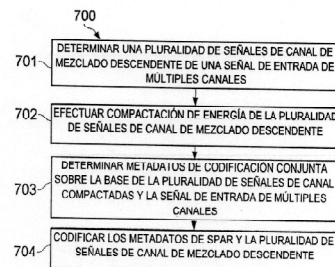 700
701
DETERMINAR UNA PLURALIDAD DE SEÑALES DE CANAL DE
MEZCLADO DESCENDENTE DE UNA SEÑAL DE ENTRADA DE
MÚLTIPLES CANALES
702
EFECTUAR COMPACTACIÓN DE ENERGÍA DE LA PLURALIDAD
DE SEÑALES DE CANAL DE MEZCLADO DESCENDENTE
703
DETERMINAR METADATOS DE CODIFICACIÓN CONJUNTA
SOBRE LA BASE DE LA PLURALIDAD DE SEÑALES DE CANAL
COMPACTADAS Y LA SEÑAL DE ENTRADA DE MÚLTIPLES
CANALES
704
CODIFICAR LOS METADATOS DE SPAR Y LA PLURALIDAD DE
SEÑALES DE CANAL DE MEZCLADO DESCENDENTE